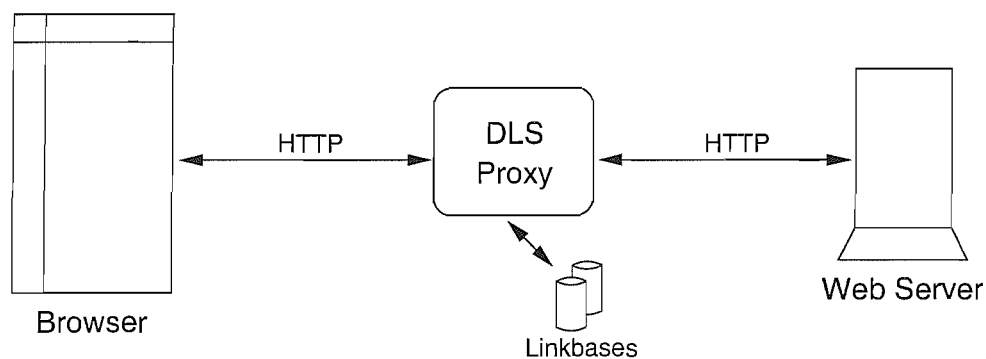 HTTP
DLS
Proxy
HTTP
Browser
Linkbases
Web Server